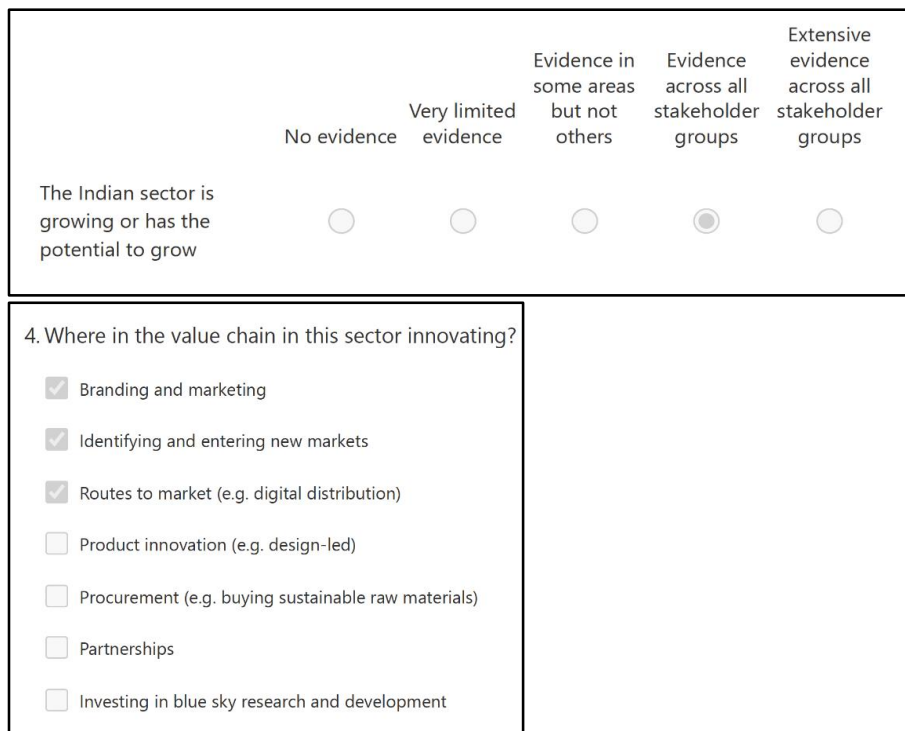 No evidence
Very limited
evidence
Evidence in
some areas
but not
others
Evidence
across all
stakeholder
groups
Extensive
evidence
across all
stakeholder
groups
The Indian sector is
growing or has the
potential to grow
4. Where in the value chain in this sector innovating?
Branding and marketing
Identifying and entering new markets
Routes to market (e.g. digital distribution)
Product innovation (e.g. design-led)
Procurement (e.g. buying sustainable raw materials)
Partnerships
Investing in blue sky research and development